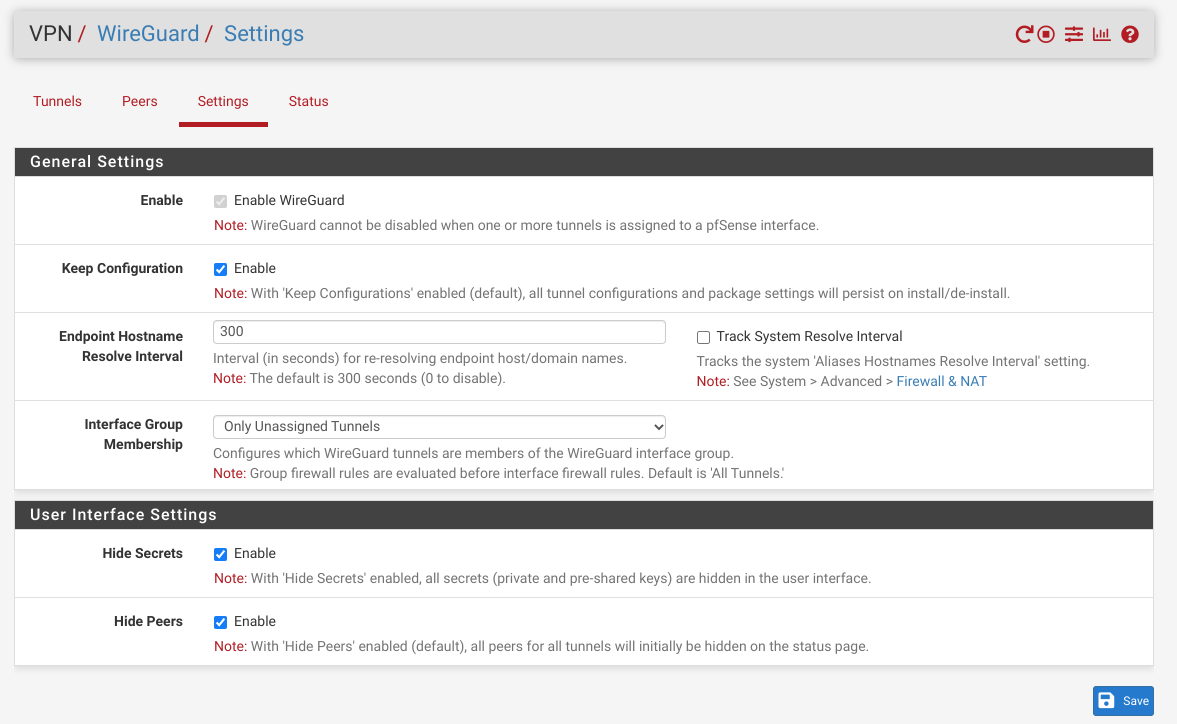 VPN / WireGuard / Settings
Tunnels Peers Settings Status
General Settings
Enable
Enable WireGuard
Note: WireGuard cannot be disabled when one or more tunnels is assigned to a pfSense interface.
Keep Configuration
Enable
Note: With 'Keep Configurations' enabled (default), all tunnel configurations and package settings will persist on install/de-install.
Endpoint Hostname
Resolve Interval
300
Interval (in seconds) for re-resolving endpoint host/domain names.
Note: The default is 300 seconds (0 to disable).
Track System Resolve Interval
Tracks the system 'Aliases Hostnames Resolve Interval' setting.
Note: See System > Advanced > Firewall & NAT
Interface Group
Membership
Only Unassigned Tunnels
Configures which WireGuard tunnels are members of the WireGuard interface group.
Note: Group firewall rules are evaluated before interface firewall rules. Default is 'All Tunnels.'
User Interface Settings
Hide Secrets
Enable
Note: With 'Hide Secrets' enabled, all secrets (private and pre-shared keys) are hidden in the user interface.
Hide Peers
Enable
Note: With 'Hide Peers' enabled (default), all peers for all tunnels will initially be hidden on the status page.
Save